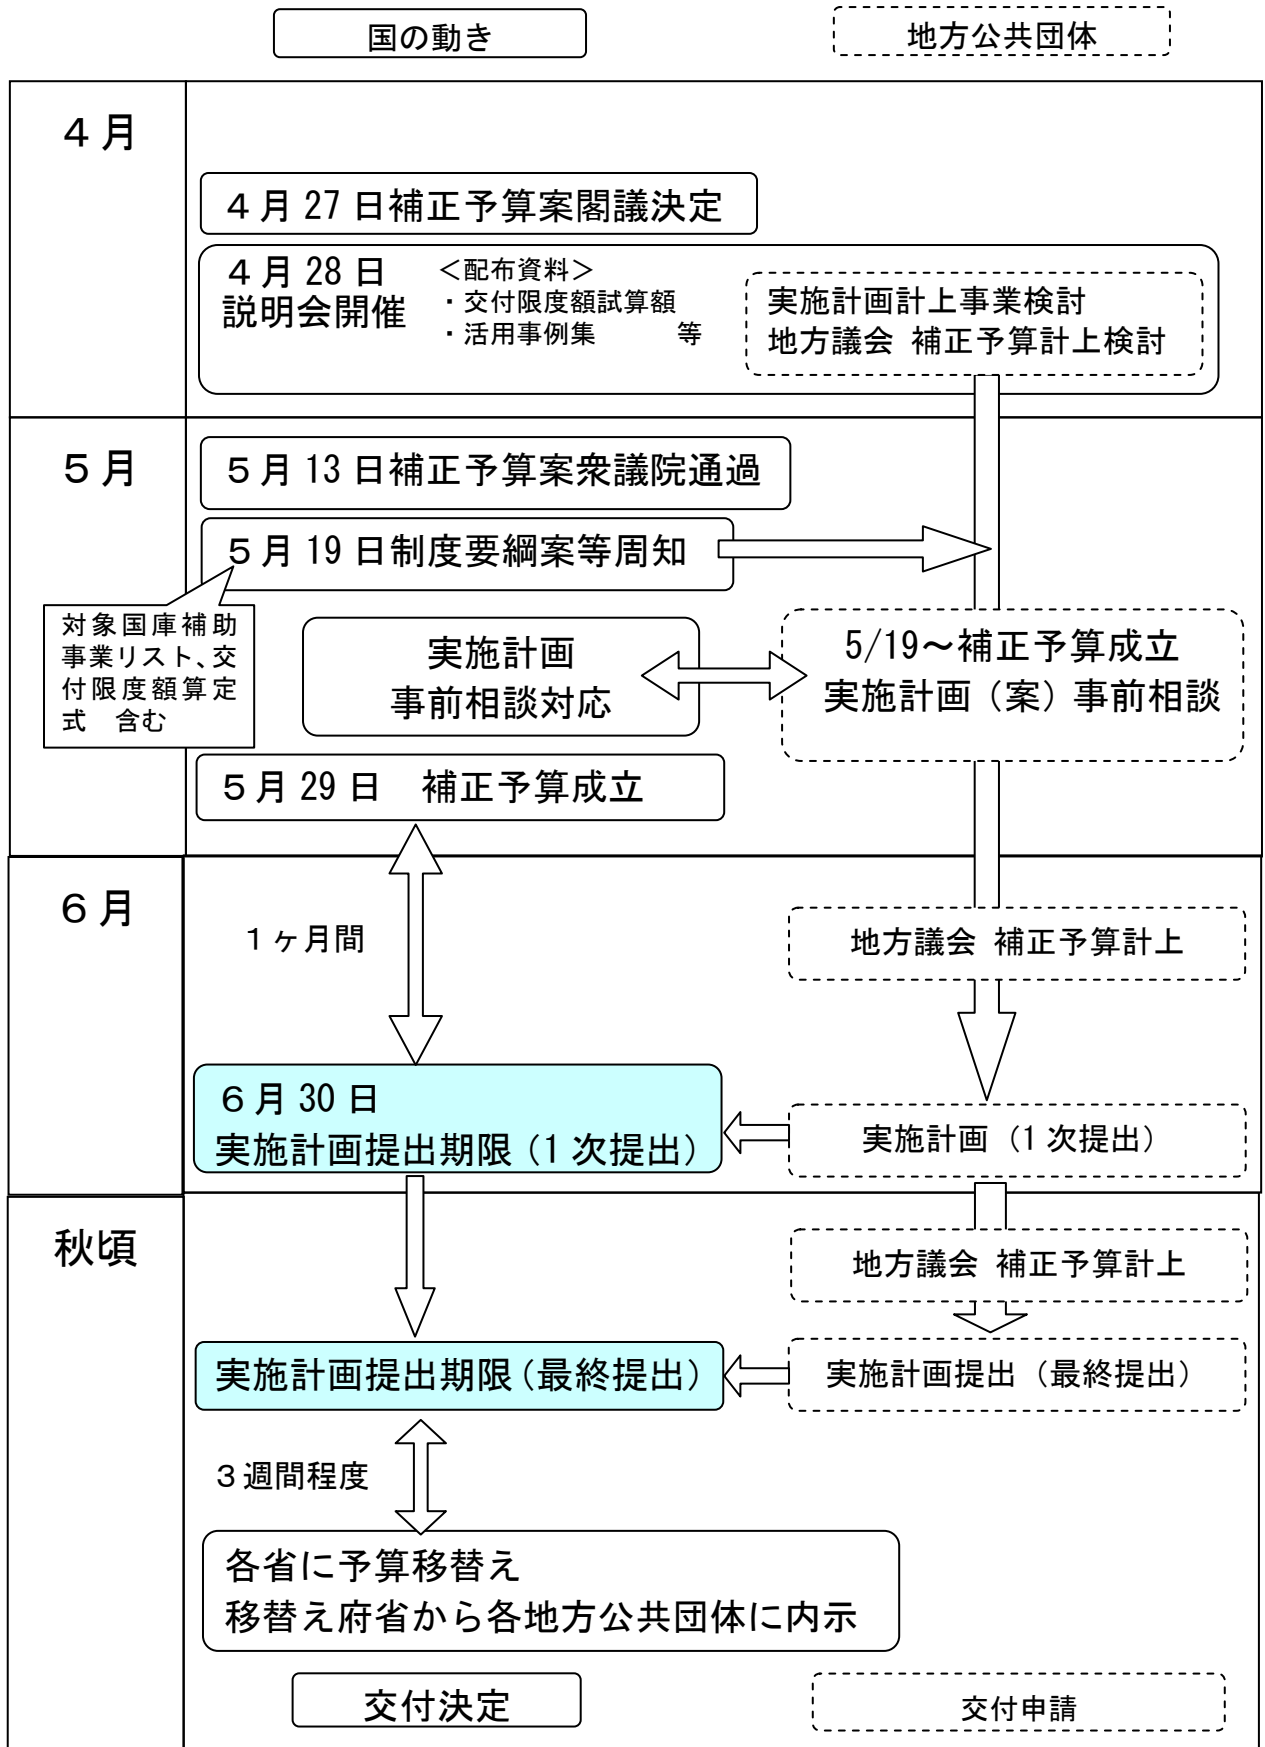 国の動き
地方公共団体
４月
４月 27 日補正予算案閣議決定
４月 28 日
説明会開催
＜配布資料＞
・交付限度額試算額
・活用事例集　　　等
実施計画計上事業検討
地方議会 補正予算計上検討
５月
５月 13 日補正予算案衆議院通過
５月 19 日制度要綱案等周知
対象国庫補助
事業リスト、交
付限度額算定
式　含む
実施計画
事前相談対応
5/19～補正予算成立
実施計画（案）事前相談
５月 29 日　補正予算成立
６月
１ヶ月間
地方議会 補正予算計上
６月 30 日
実施計画提出期限（1 次提出）
実施計画（1 次提出）
秋頃
地方議会 補正予算計上
実施計画提出期限（最終提出）
実施計画提出（最終提出）
３週間程度
各省に予算移替え
移替え府省から各地方公共団体に内示
交付決定
交付申請